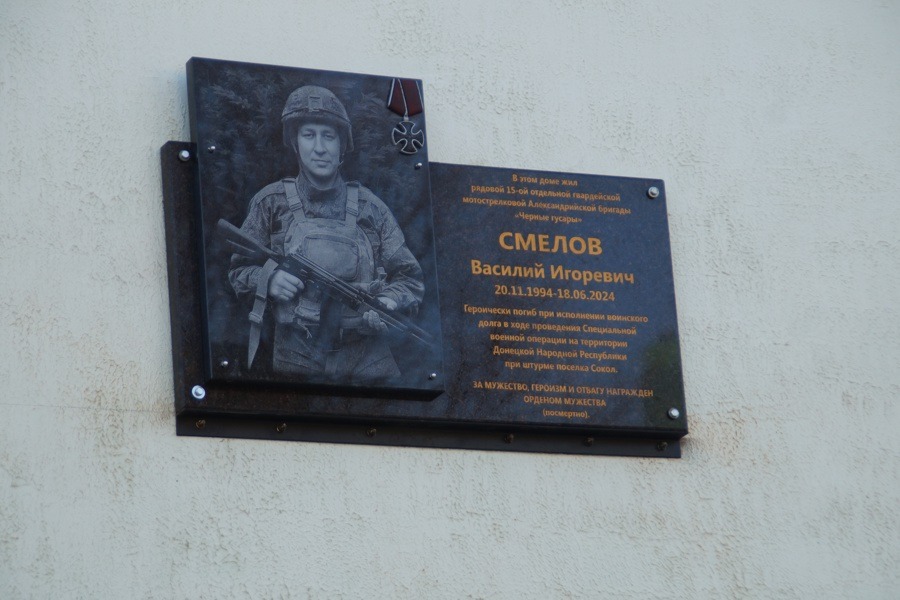 В этом доме жил
рядовой 15-ой отдельной гвардейской
мотострелковой Александрийской бригады
«Черные гусары»
СМЕЛОВ
Василий Игоревич
20.11.1994-18.06.2024
Героически погиб при исполнении воинского
долга в ходе проведения Специальной
военной операции на территории
Донецкой Народной Республики
при штурме поселка Сокол.
ЗА МУЖЕСТВО, ГЕРОИЗМ И ОТВАГУ НАГРАЖДЕН
ОРДЕНОМ МУЖЕСТВА
(посмертно).